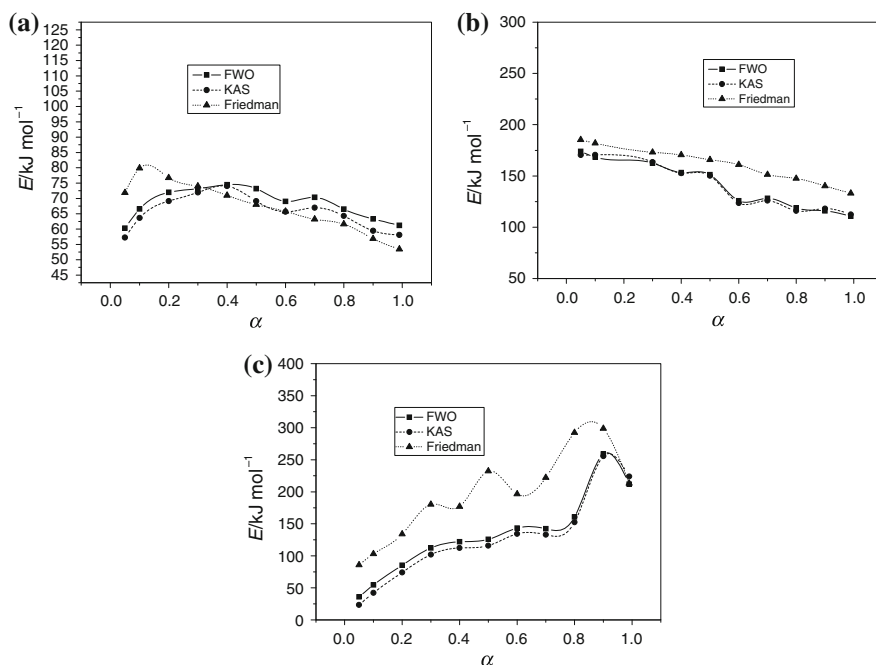 (a)
125
120
115
110
105
100
95
90
85
80
75
70
65
60
55
50
45
E/kJ mol⁻¹
FWO
KAS
Friedman
0.0 0.2 0.4 0.6 0.8 1.0
α
(b)
300
250
200
150
100
50
E/kJ mol⁻¹
FWO
KAS
Friedman
0.0 0.2 0.4 0.6 0.8 1.0
α
(c)
400
350
300
250
200
150
100
50
0
E/kJ mol⁻¹
FWO
KAS
Friedman
0.0 0.2 0.4 0.6 0.8 1.0
α